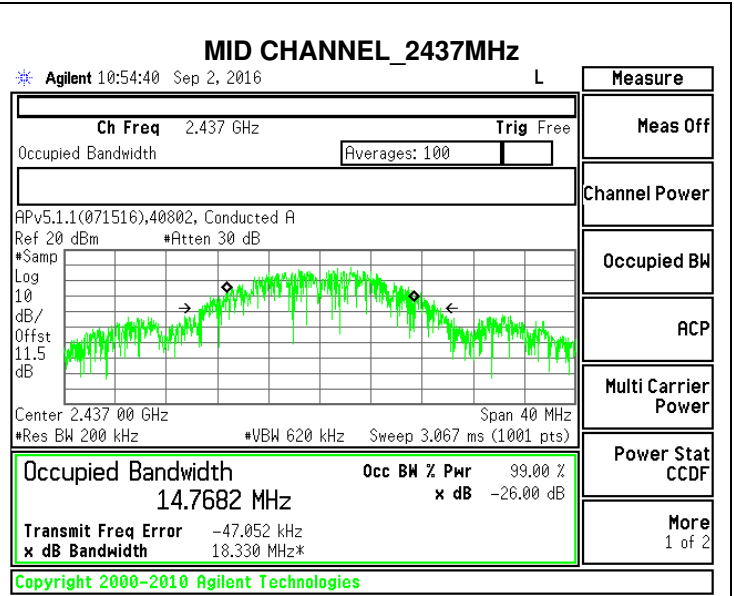 MID CHANNEL_2437MHz
Agilent 10:54:40 Sep 2, 2016 L
Measure
Ch Freq 2.437 GHz Trig Free
Meas Off
Occupied Bandwidth Averages: 100
Channel Power
APv5.1.1(071516),40802, Conducted A
Ref 20 dBm #Atten 30 dB
#Samp
Log
10
dB/
Offst
11.5
dB
Occupied BW
ACP
Multi Carrier
Power
Center 2.437 00 GHz Span 40 MHz
#Res BW 200 kHz #VBW 620 kHz Sweep 3.067 ms (1001 pts)
Power Stat
CCDF
Occupied Bandwidth Occ BW % Pwr 99.00 %
14.7682 MHz x dB -26.00 dB
Transmit Freq Error -47.052 kHz
x dB Bandwidth 18.330 MHz*
More
1 of 2
Copyright 2000-2010 Agilent Technologies